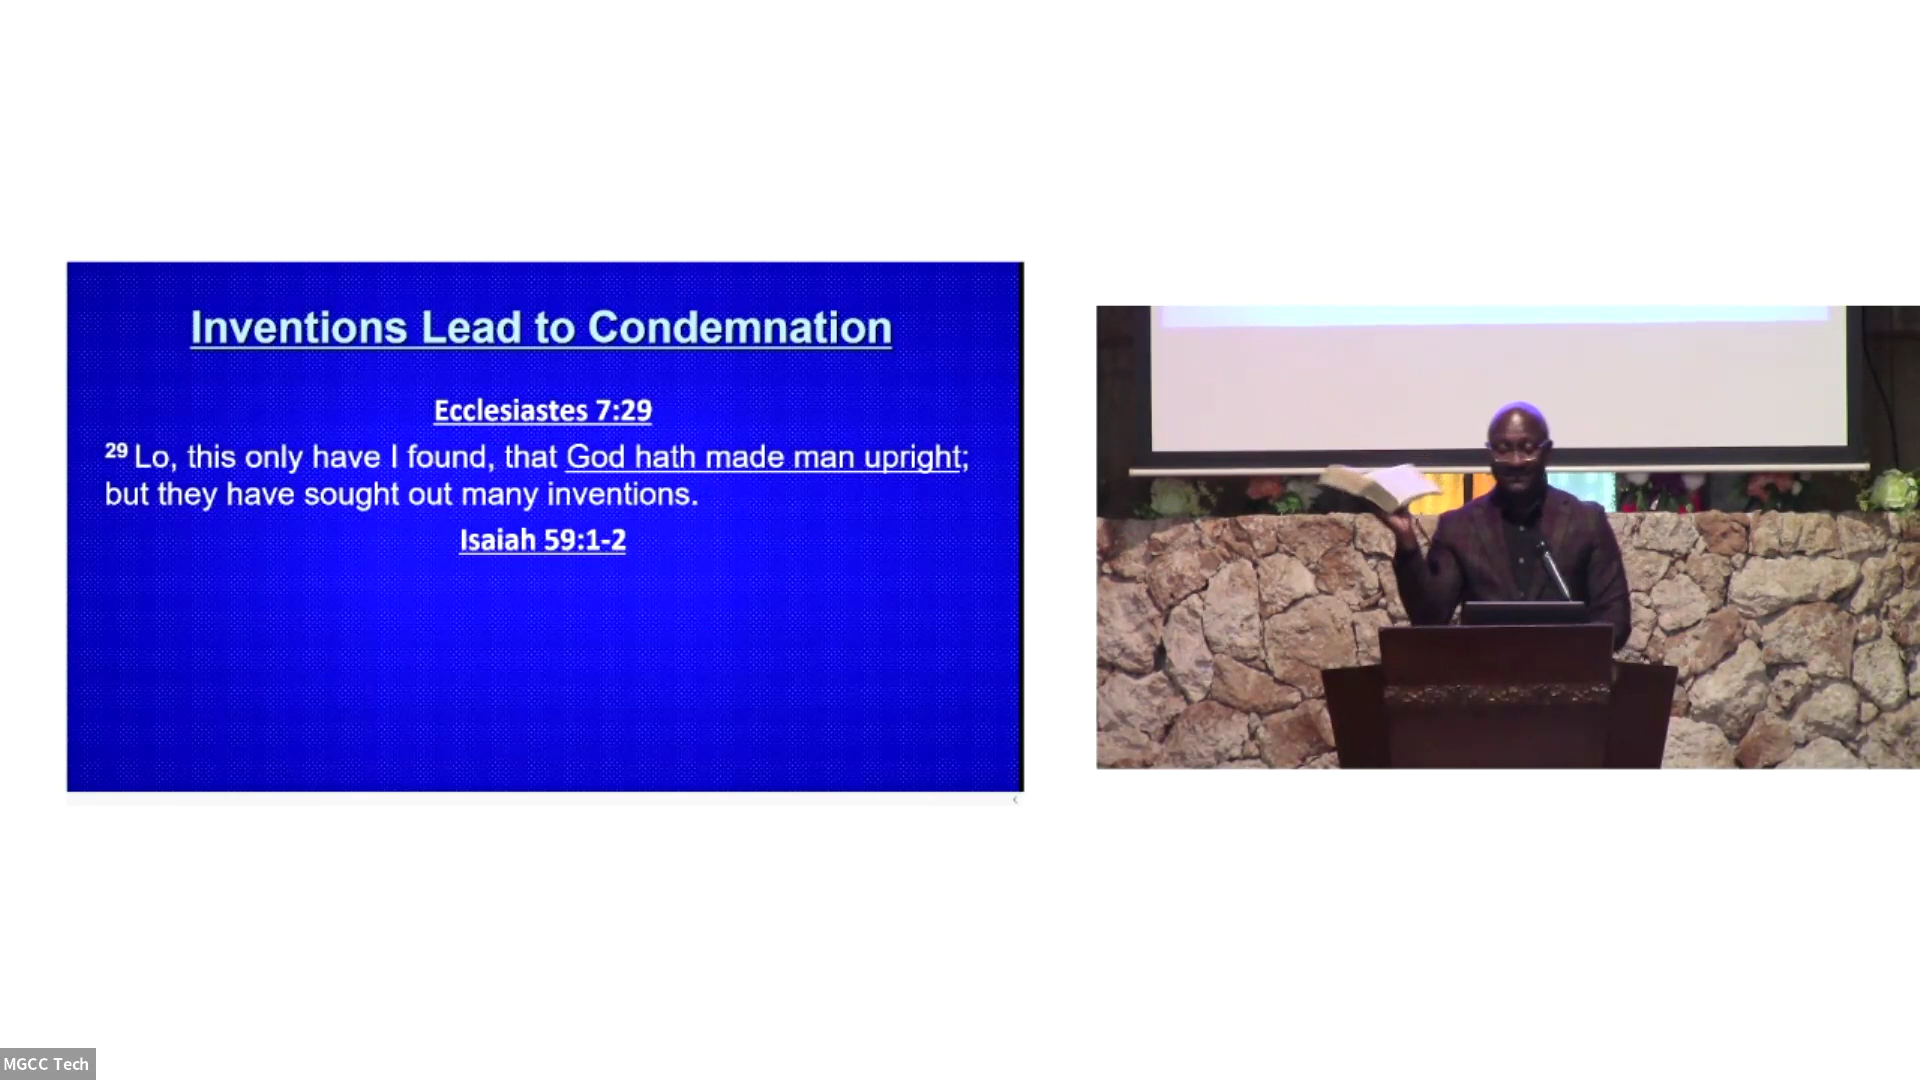 Inventions Lead to Condemnation
Ecclesiastes 7:29
29 Lo, this only have I found, that God hath made man upright;
but they have sought out many inventions.
Isaiah 59:1-2
MGCC Tech